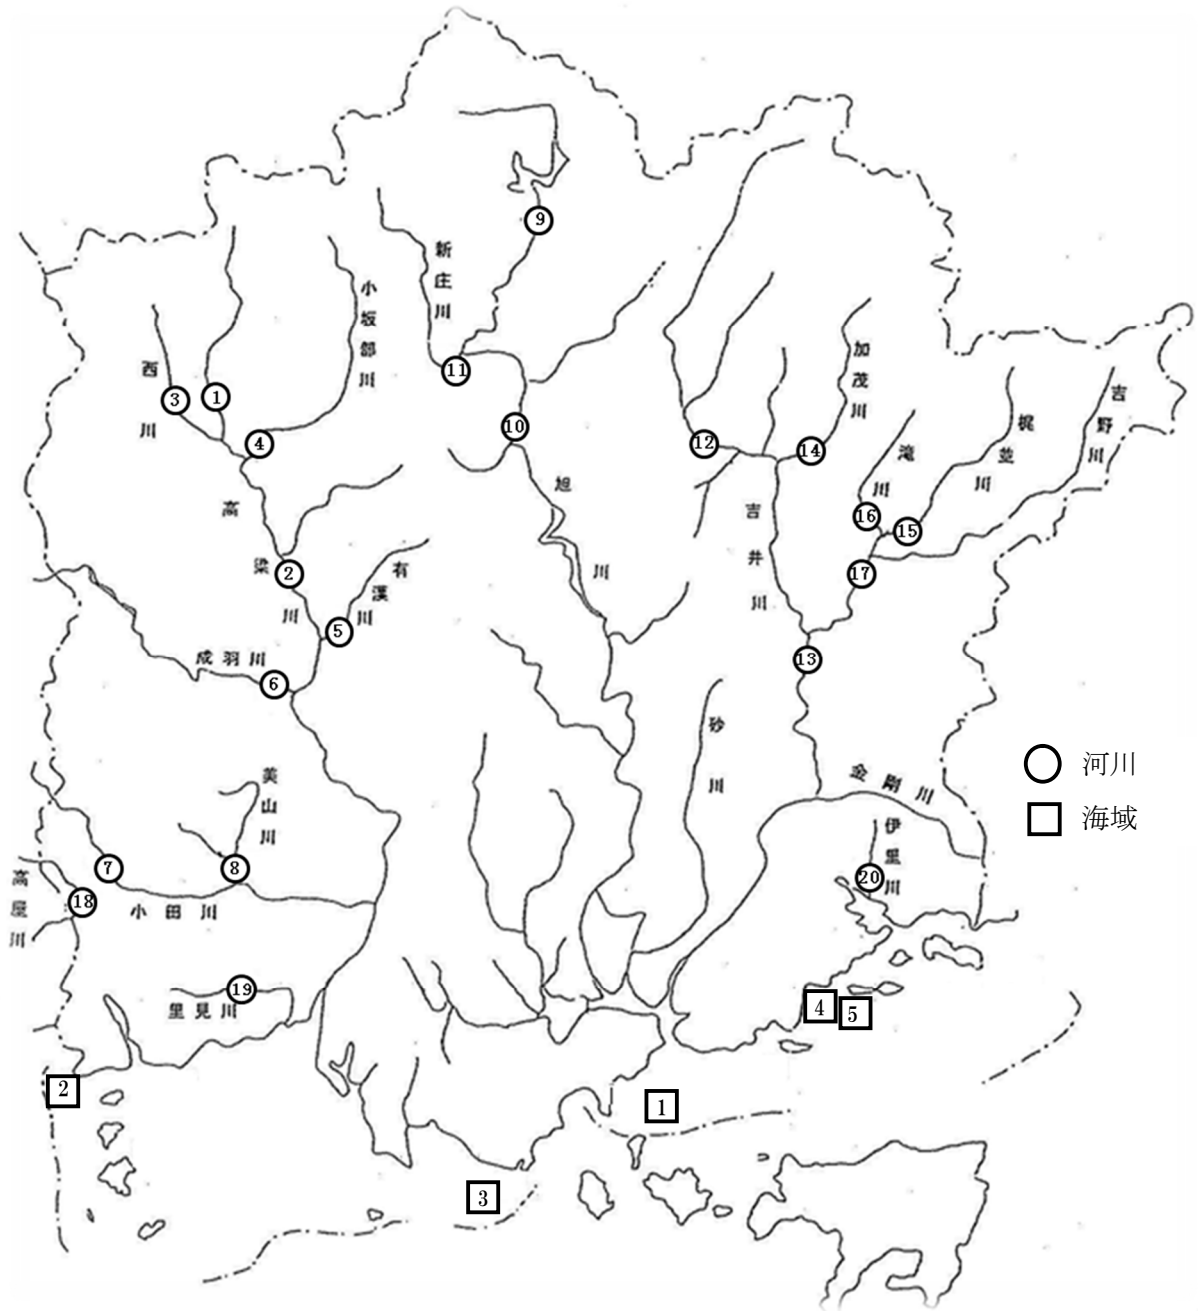 9
新庄川
小坂部川
西川
3
1
4
11
10
12
14
加茂川
滝川
梶並川
吉野川
16
15
17
高梁川
2
有漢川
5
旭川
吉井川
13
成羽川
6
砂川
金剛川
河川
海域
美山川
伊里川
20
7
8
高屋川
18
小田川
19
里見川
4
5
2
1
3